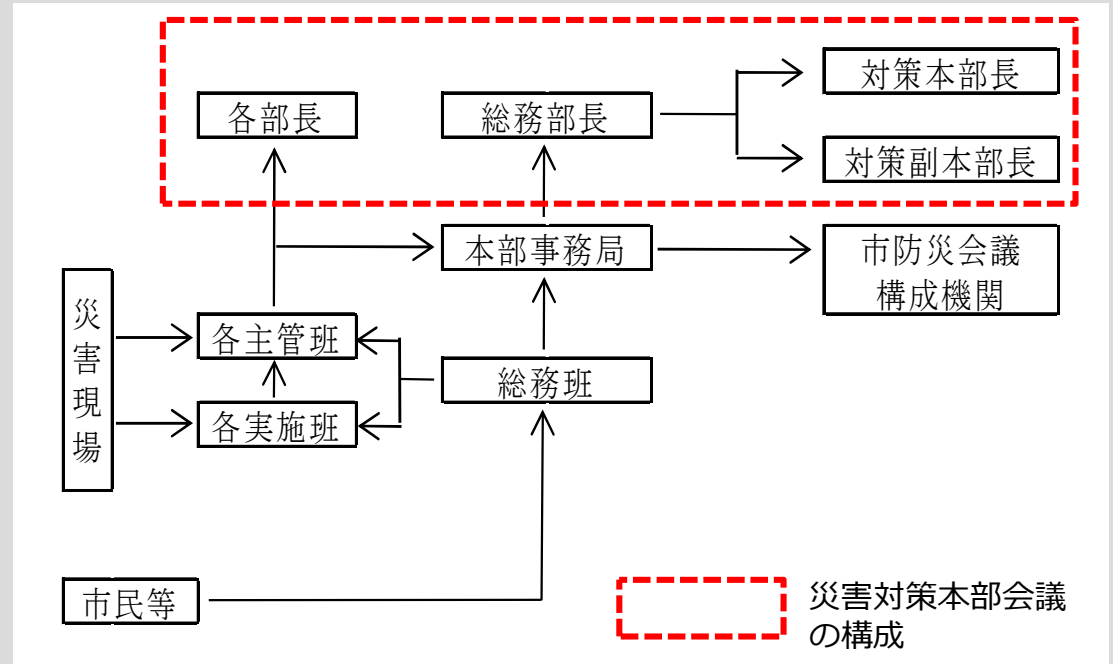 対策本部長
各部長
総務部長
対策副本部長
本部事務局
市防災会議
構成機関
災害現場
各主管班
総務班
各実施班
市民等
災害対策本部会議
の構成